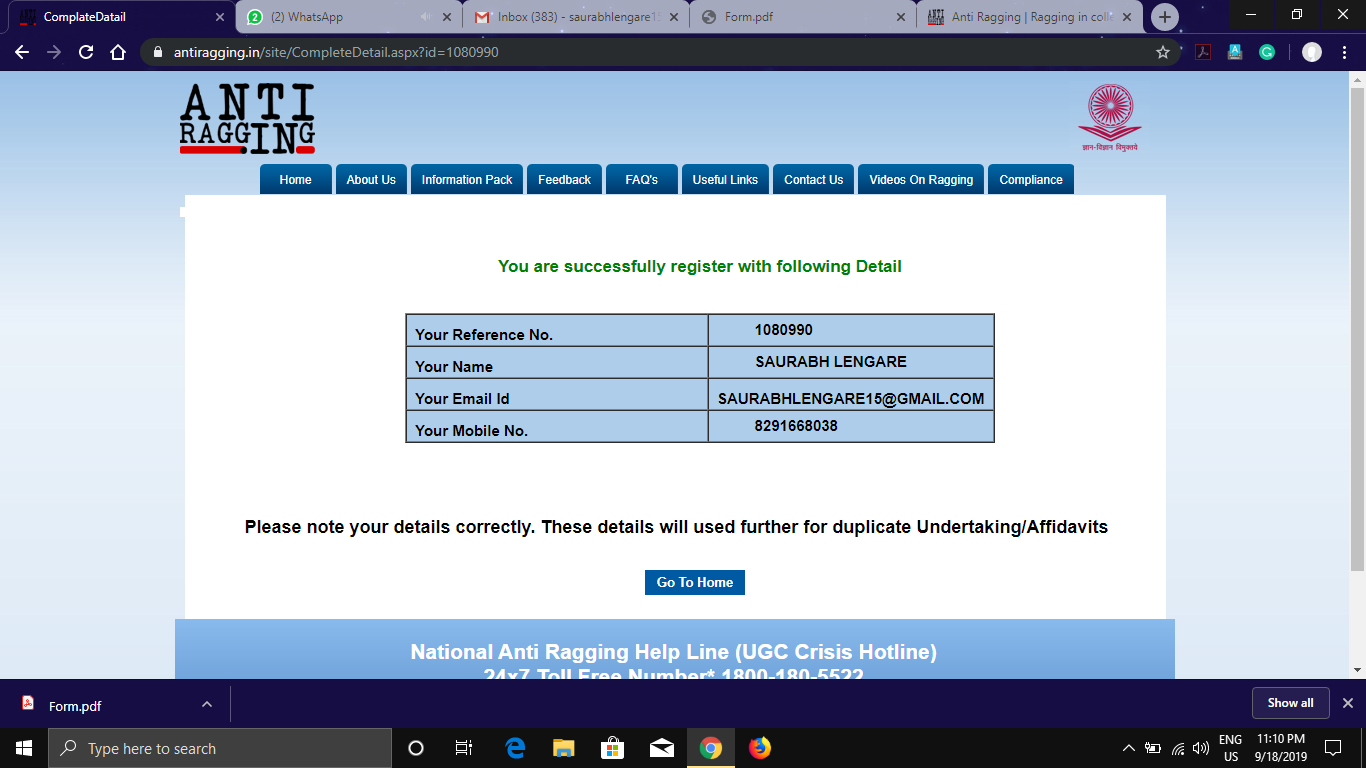 ComplateDatail
(2) WhatsApp
Inbox (383) - saurabhlengare15
Form.pdf
Anti Ragging | Ragging in colle
antiragging.in/site/CompleteDetail.aspx?id=1080990
ANTI
RAGGING.IN
ज्ञान-विज्ञान विमुक्तये
Home
About Us
Information Pack
Feedback
FAQ's
Useful Links
Contact Us
Videos On Ragging
Compliance
You are successfully register with following Detail
Your Reference No. 1080990
Your Name SAURABH LENGARE
Your Email Id SAURABHLENGARE15@GMAIL.COM
Your Mobile No. 8291668038
Please note your details correctly. These details will used further for duplicate Undertaking/Affidavits
Go To Home
National Anti Ragging Help Line (UGC Crisis Hotline)
24x7 Toll Free Number* 1800-180-5522
Form.pdf
Show all
Type here to search
ENG
US
11:10 PM
9/18/2019